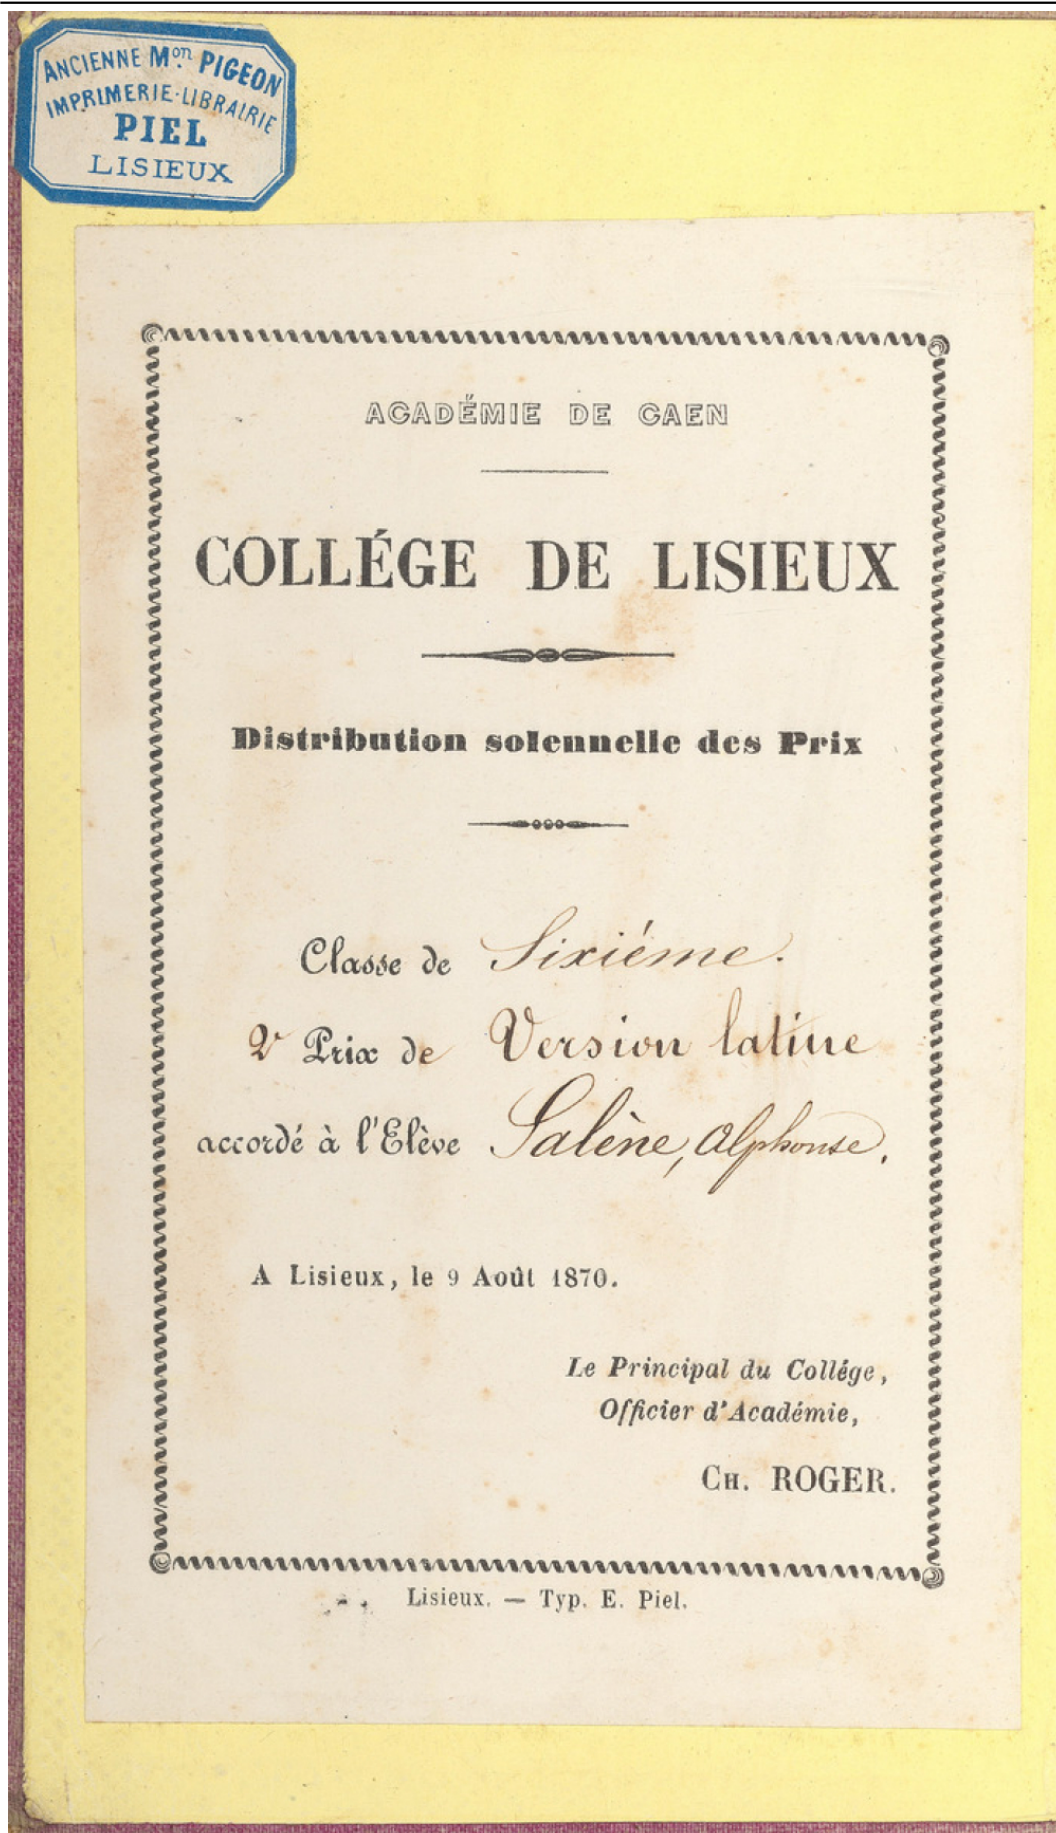 ANCIENNE Mon. PIGEON
IMPRIMERIE-LIBRAIRIE
PIEL
LISIEUX
ACADÉMIE DE CAEN
COLLÉGE DE LISIEUX
Distribution solennelle des Prix
Classe de Sixiéme.
2e Prix de Version latine
accordé à l'Elève Salène, Alphonse.
A Lisieux, le 9 Août 1870.
Le Principal du Collége,
Officier d'Académie,
CH. ROGER.
Lisieux. — Typ. E. Piel.